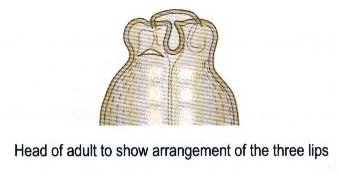 Head of adult to show arrangement of the three lips